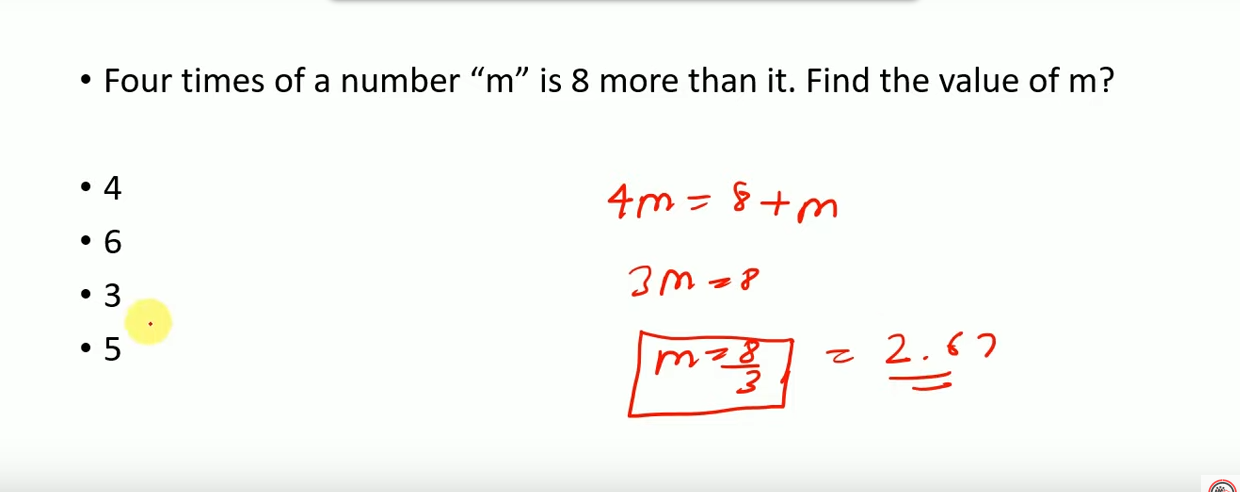 • Four times of a number “m” is 8 more than it. Find the value of m?
• 4
• 6
• 3
• 5
4m = 8 + m
3m = 8
m = 8/3 = 2.67